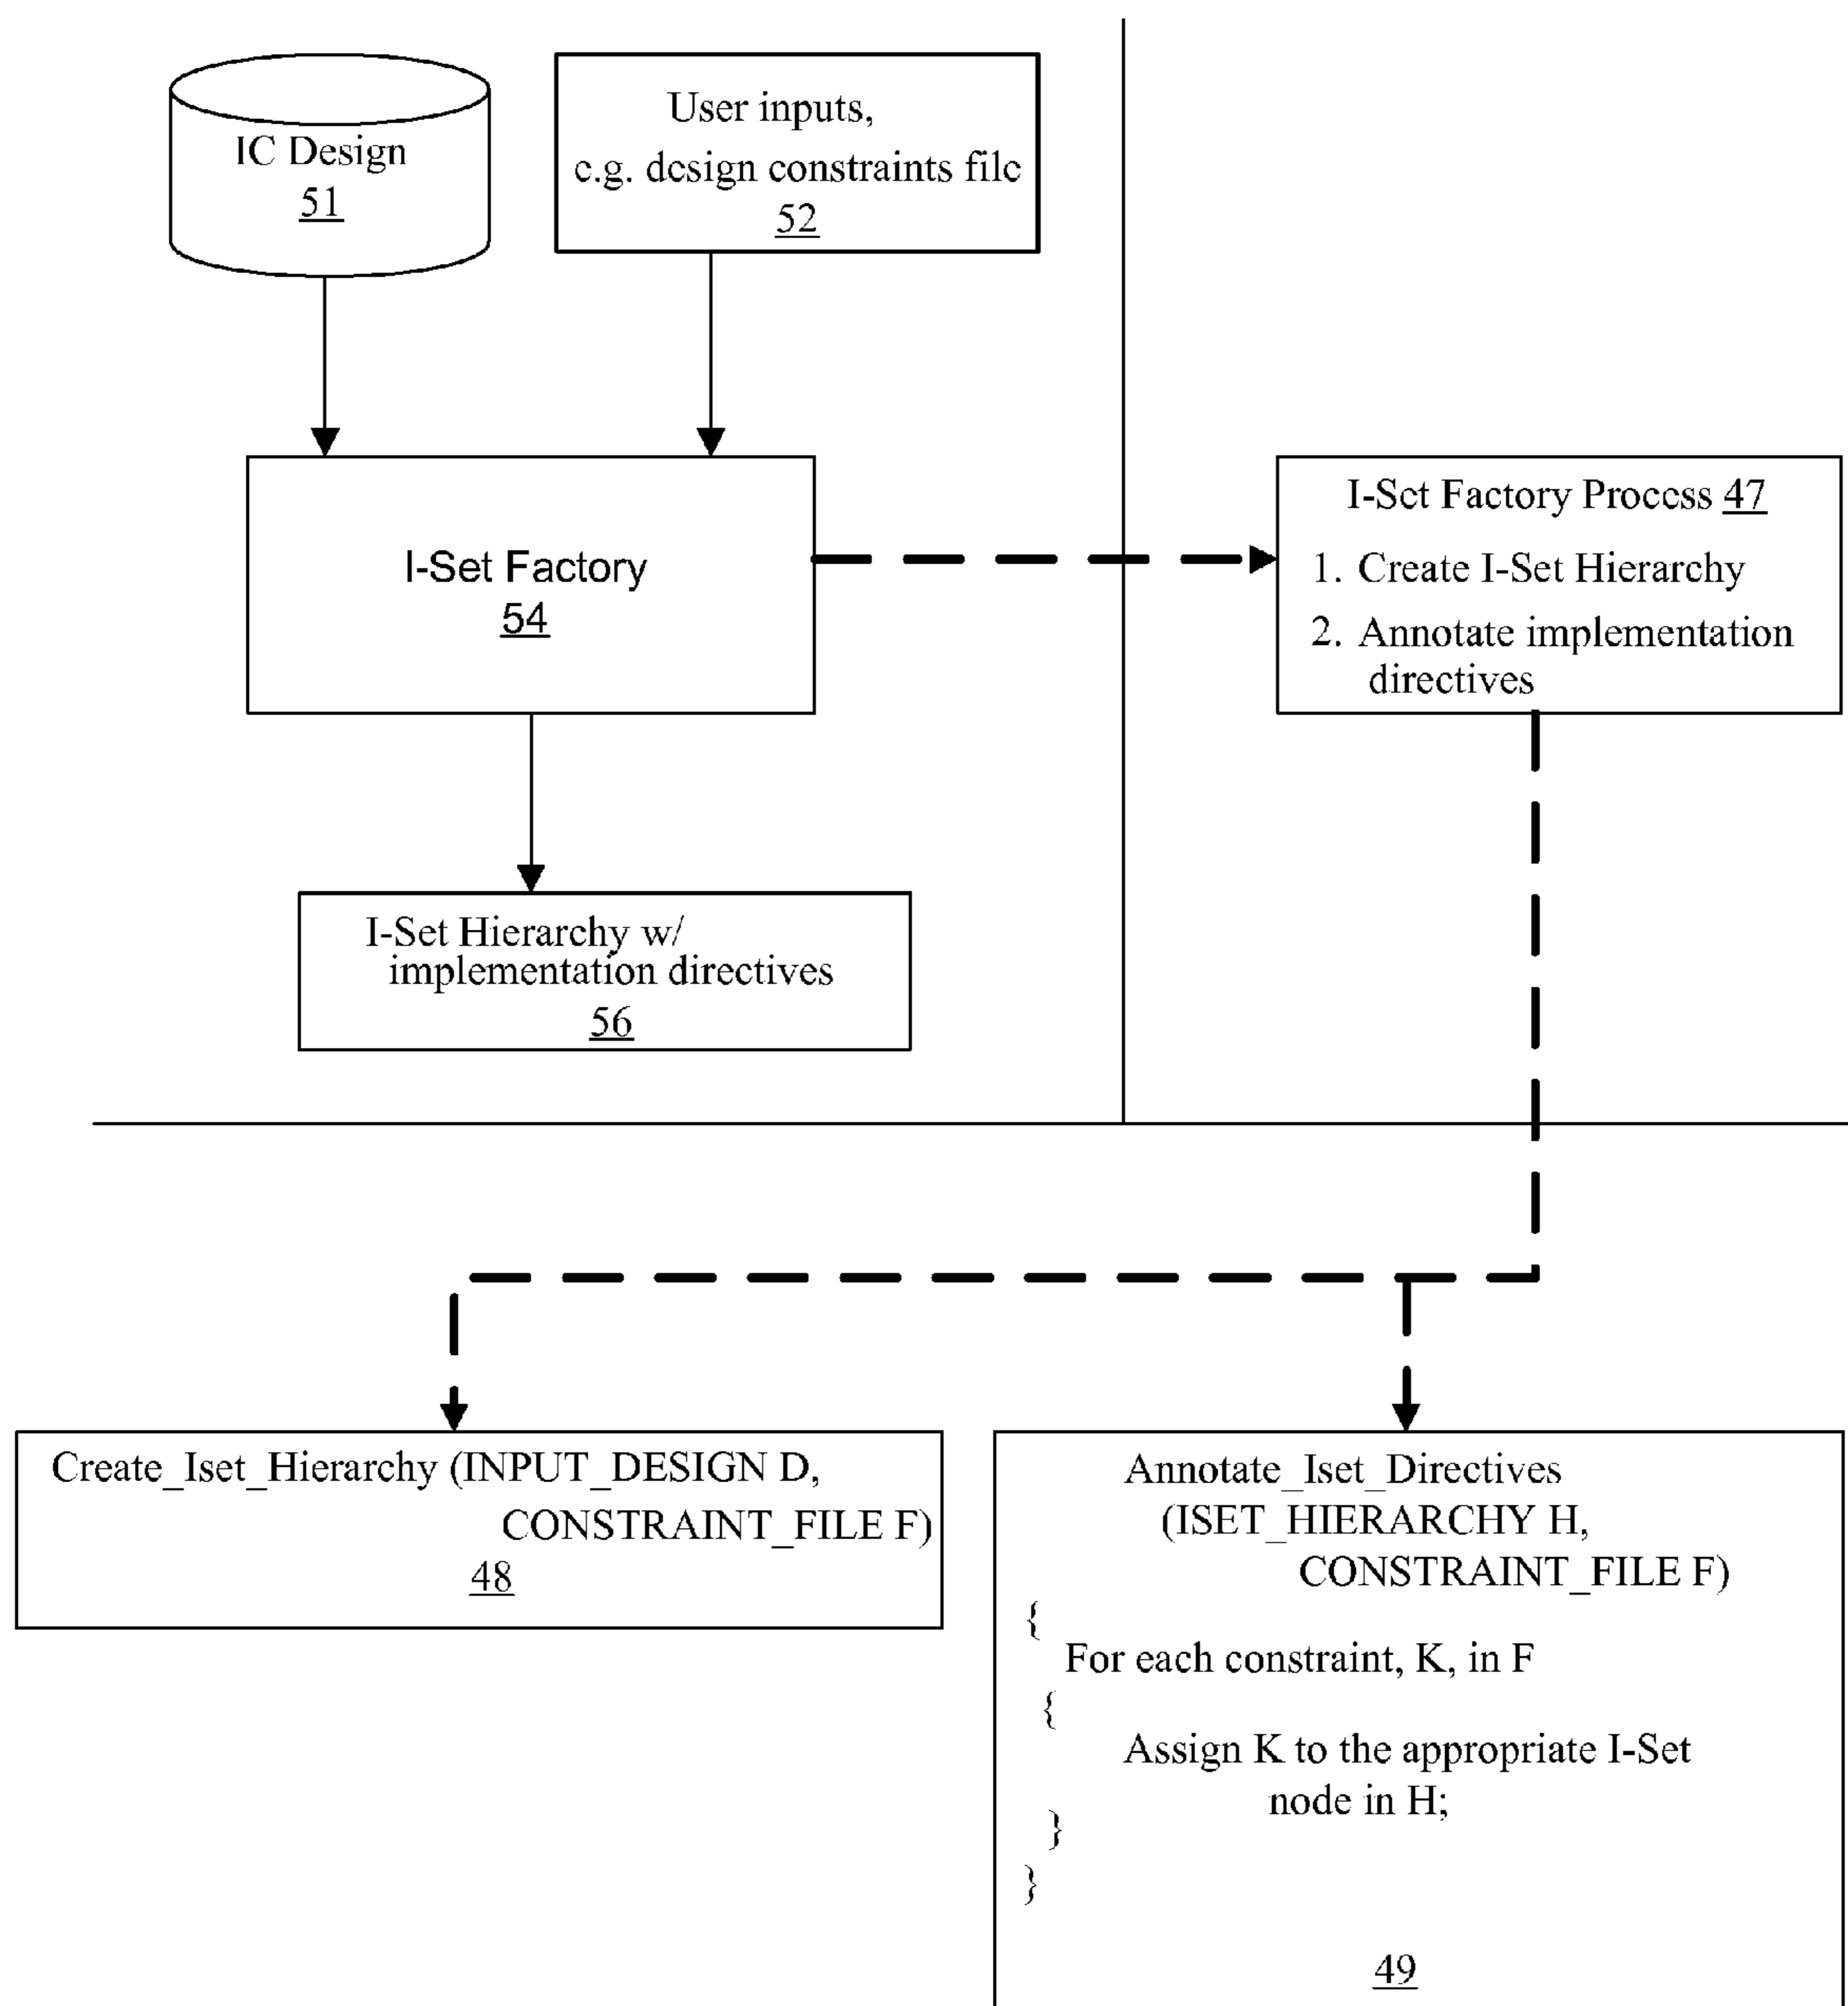 IC Design
51
User inputs,
e.g. design constraints file
52
I-Set Factory
54
I-Set Hierarchy w/
implementation directives
56
I-Set Factory Process 47
1. Create I-Set Hierarchy
2. Annotate implementation
directives
Create_Iset_Hierarchy (INPUT_DESIGN D,
CONSTRAINT_FILE F)
48
Annotate_Iset_Directives
(ISET_HIERARCHY H,
CONSTRAINT_FILE F)
{
For each constraint, K, in F
{
Assign K to the appropriate I-Set
node in H;
}
}
49